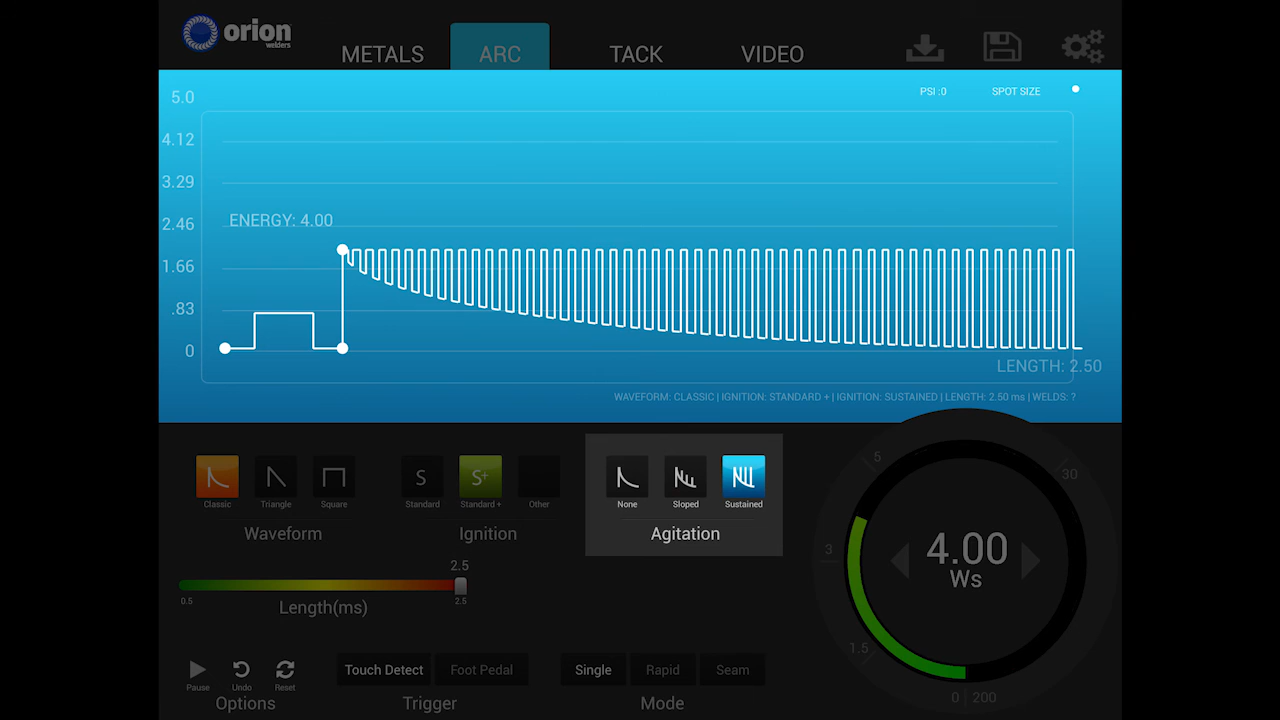 orion
welders
METALS
ARC
TACK
VIDEO
5.0
PSI :0
SPOT SIZE
4.12
3.29
2.46
ENERGY: 4.00
1.66
.83
0
LENGTH: 2.50
WAVEFORM: CLASSIC | IGNITION: STANDARD + | IGNITION: SUSTAINED | LENGTH: 2.50 ms | WELDS: ?
Classic
Triangle
Square
Waveform
S
S+
Standard
Standard +
Other
Ignition
None
Sloped
Sustained
Agitation
2.5
0.5
2.5
Length(ms)
5
30
3
4.00
Ws
1.5
0 | 200
Pause
Undo
Reset
Options
Touch Detect
Foot Pedal
Trigger
Single
Rapid
Seam
Mode